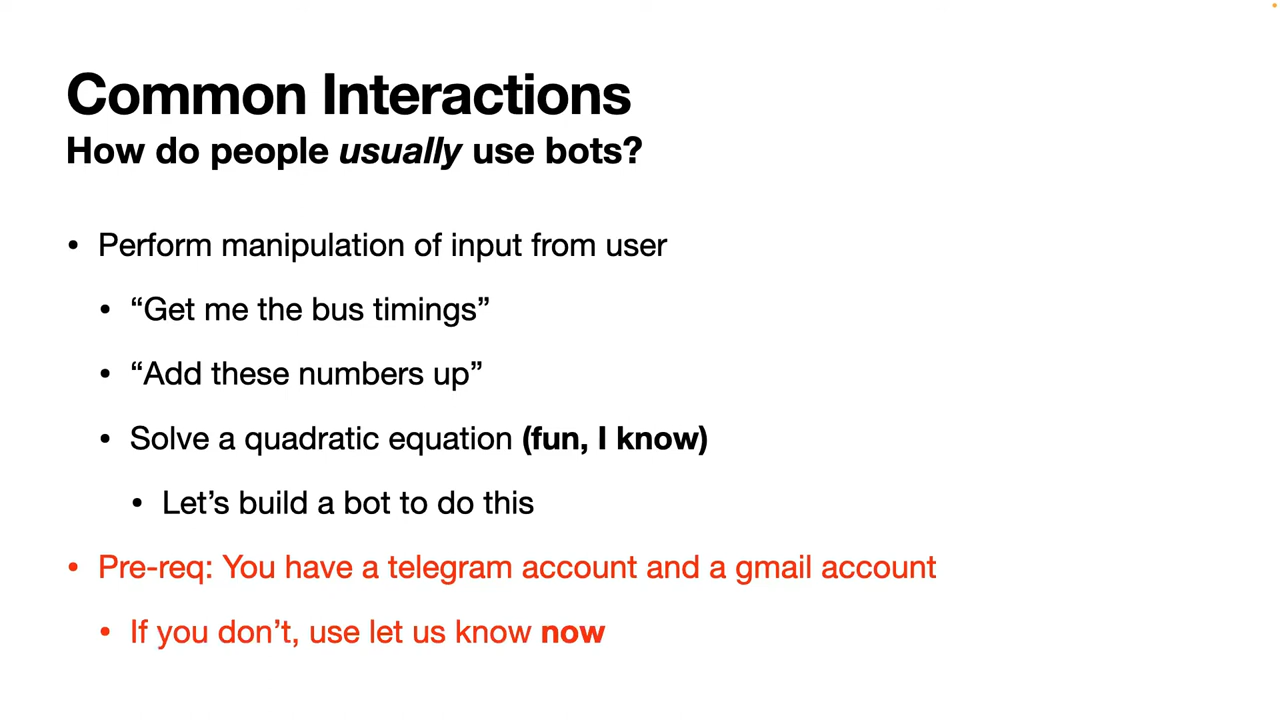 Common Interactions
How do people usually use bots?
• Perform manipulation of input from user
• “Get me the bus timings”
• “Add these numbers up”
• Solve a quadratic equation (fun, I know)
• Let’s build a bot to do this
• Pre-req: You have a telegram account and a gmail account
• If you don’t, use let us know now